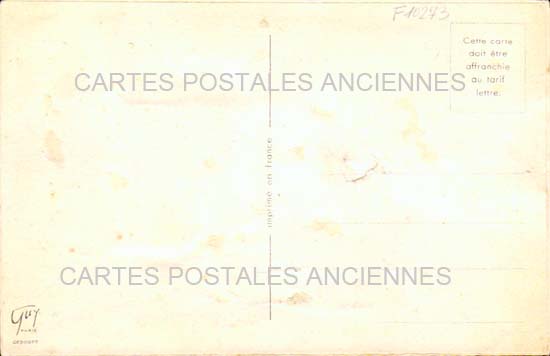 F10273
Cette carte
doit être
affranchie
au tarif
lettre.
CARTES POSTALES ANCIENNES
imprimé en france
CARTES POSTALES ANCIENNES
Guy
PARIS